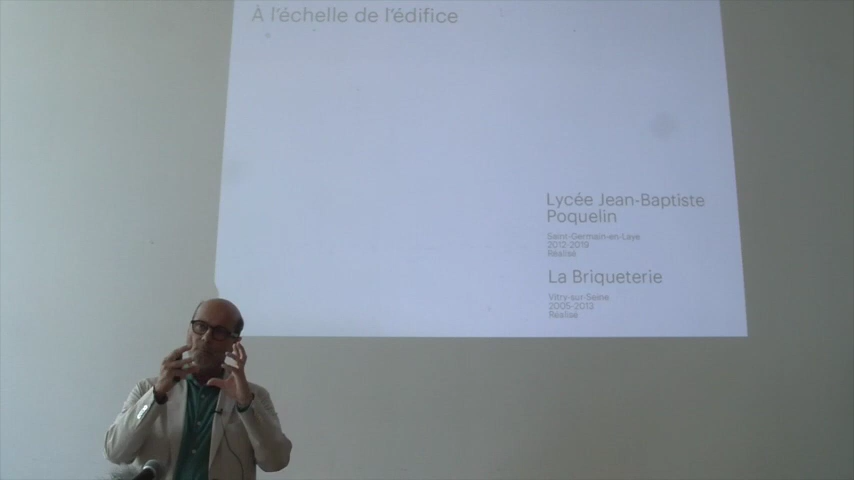 À l'échelle de l'édifice
Lycée Jean-Baptiste
Poquelin
Saint-Germain-en-Laye
2012-2019
Réalisé
La Briqueterie
Vitry-sur-Seine
2005-2013
Réalisé